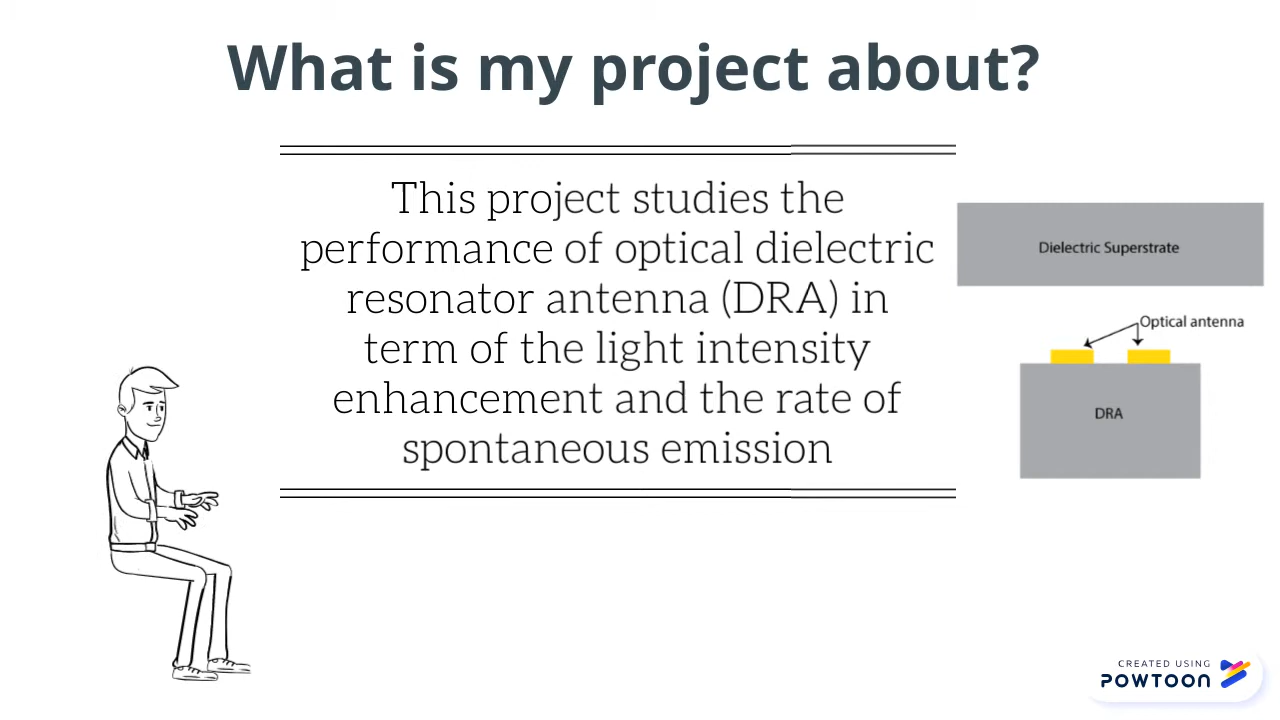 What is my project about?
This project studies the
performance of optical dielectric
resonator antenna (DRA) in
term of the light intensity
enhancement and the rate of
spontaneous emission
Dielectric Superstrate
Optical antenna
DRA
CREATED USING
POWTOON